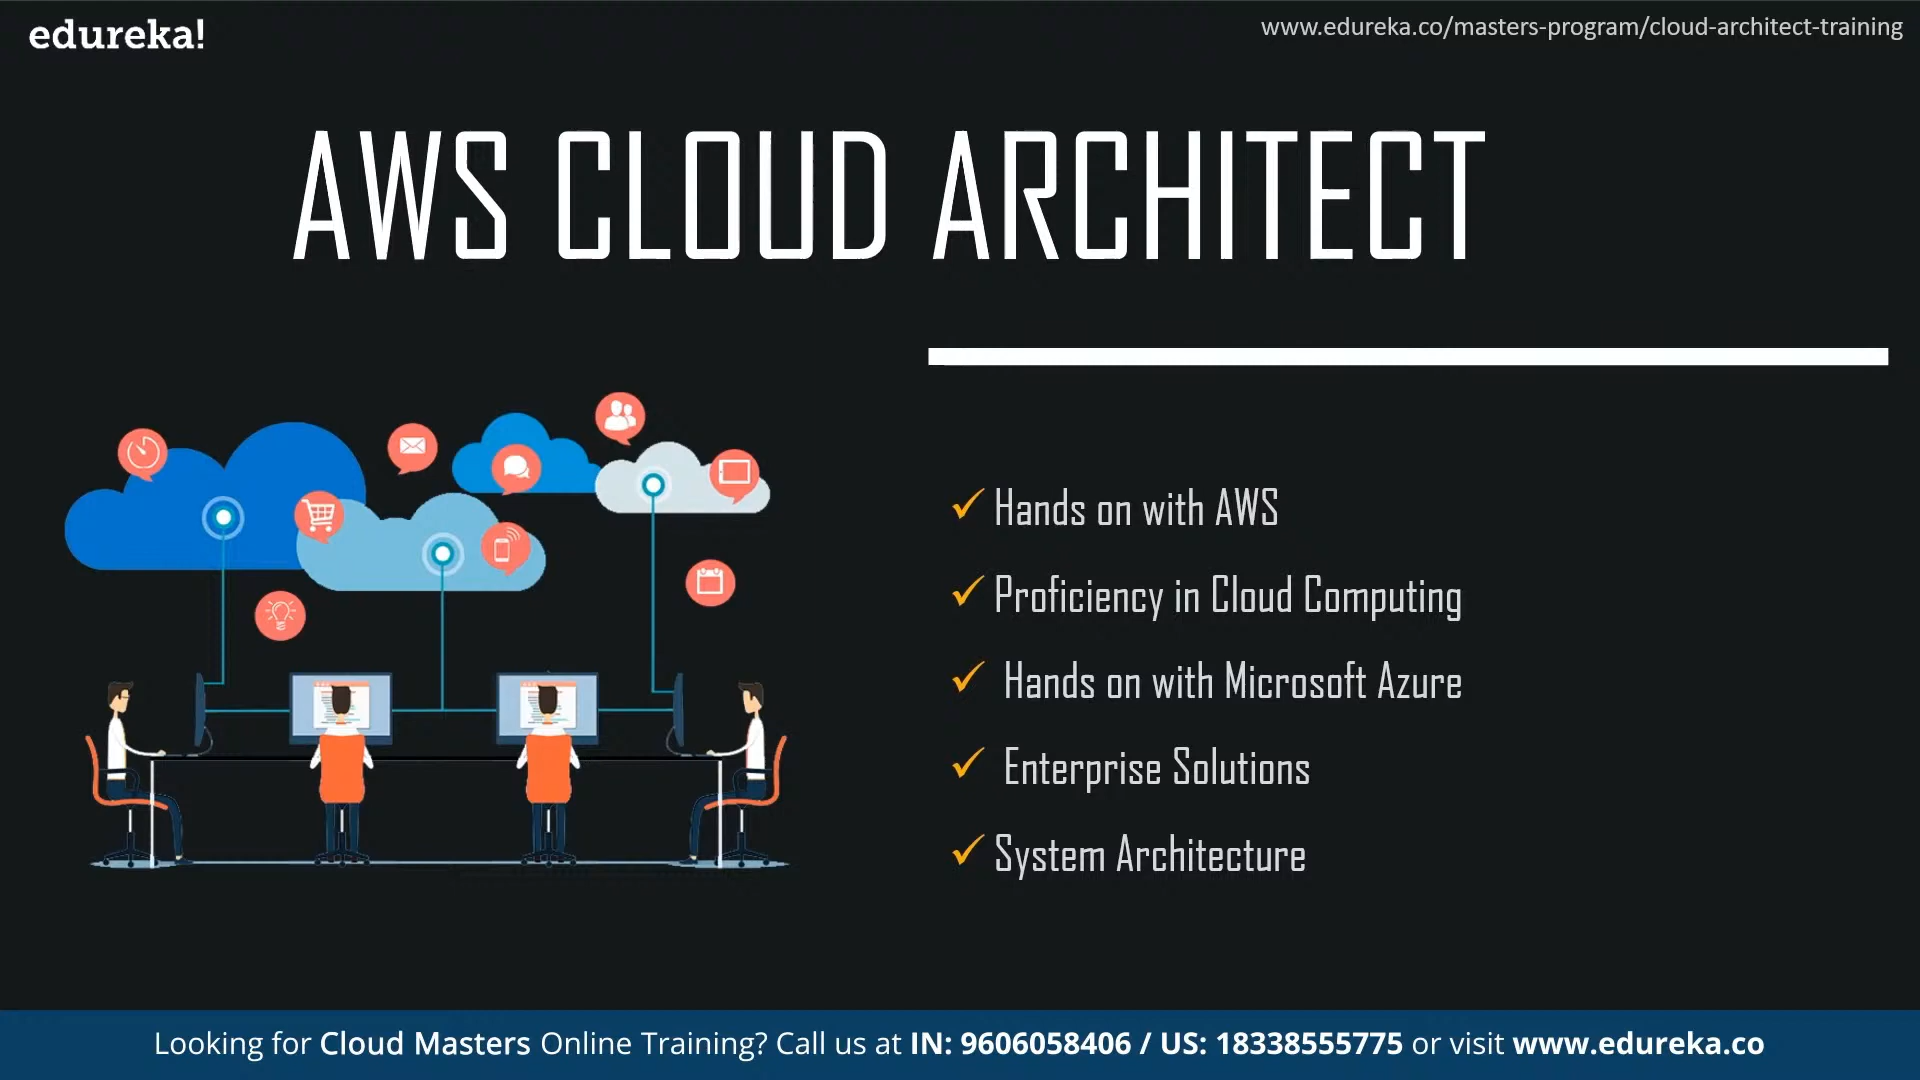 edureka!
www.edureka.co/masters-program/cloud-architect-training
AWS CLOUD ARCHITECT
Hands on with AWS
Proficiency in Cloud Computing
Hands on with Microsoft Azure
Enterprise Solutions
System Architecture
Looking for Cloud Masters Online Training? Call us at IN: 9606058406 / US: 18338555775 or visit www.edureka.co